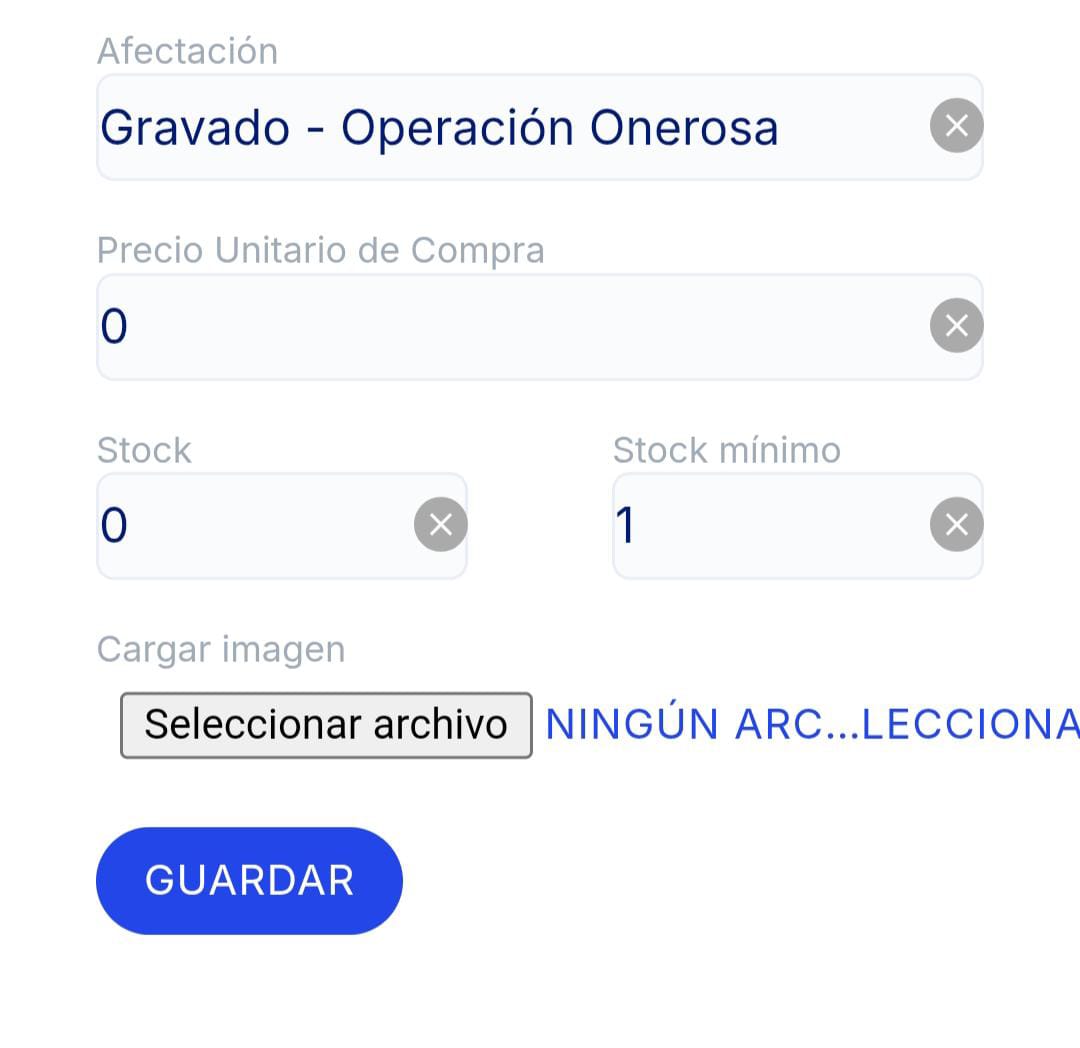 Afectación
Gravado - Operación Onerosa
Precio Unitario de Compra
0
Stock
Stock mínimo
0
1
Cargar imagen
Seleccionar archivo NINGÚN ARC...LECCIONA
GUARDAR